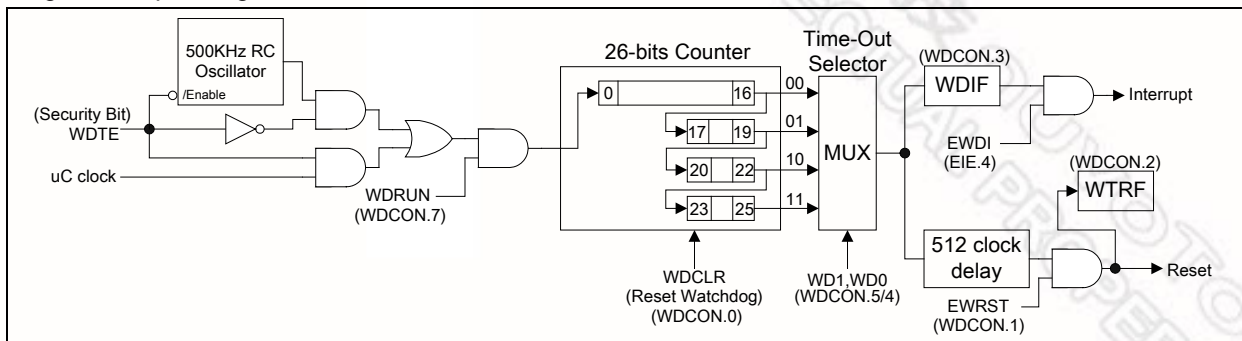 500KHz RC
Oscillator
/Enable
(Security Bit)
WDTE
uC clock
WDRUN
(WDCON.7)
26-bits Counter
0 16
17 19
20 22
23 25
WDCLR
(Reset Watchdog)
(WDCON.0)
Time-Out
Selector
00
01
10
11
MUX
WD1,WD0
(WDCON.5/4)
(WDCON.3)
WDIF
Interrupt
EWDI
(EIE.4)
(WDCON.2)
WTRF
512 clock
delay
Reset
EWRST
(WDCON.1)